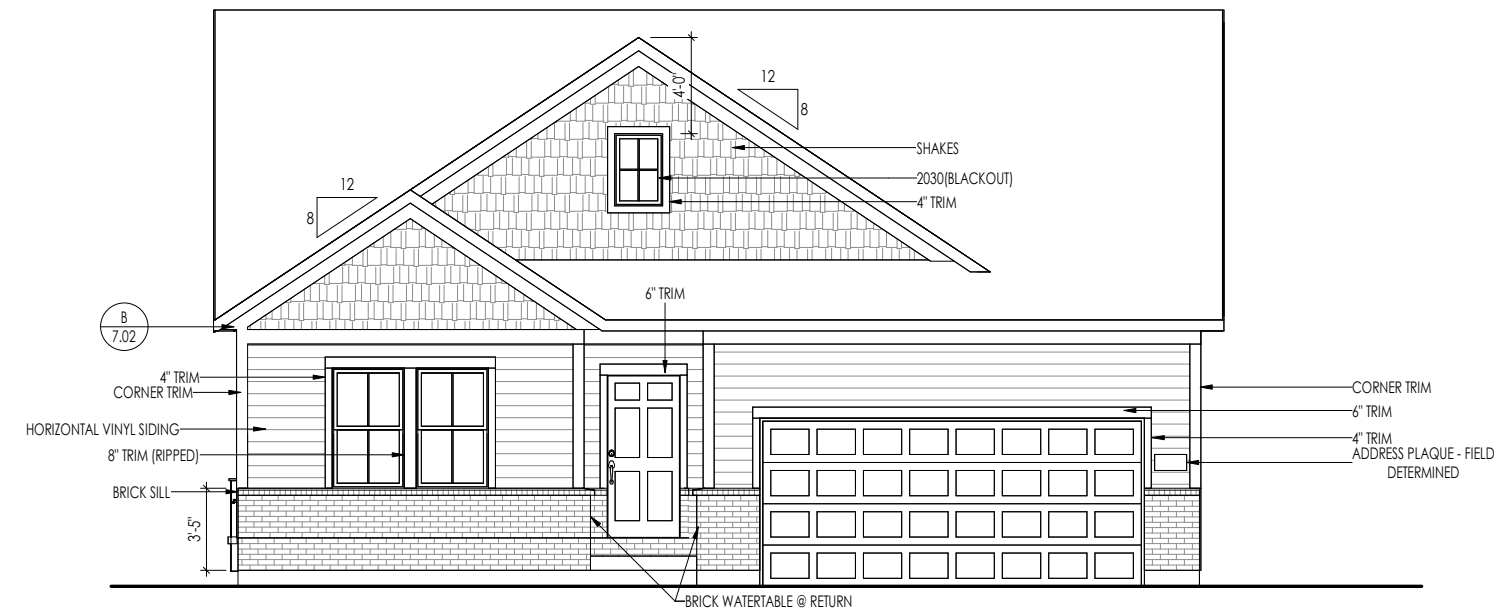 4'-0"
12
8
SHAKES
2030(BLACKOUT)
4" TRIM
12
8
6" TRIM
B
7.02
4" TRIM
CORNER TRIM
HORIZONTAL VINYL SIDING
8" TRIM (RIPPED)
BRICK SILL
3'-5"
CORNER TRIM
6" TRIM
4" TRIM
ADDRESS PLAQUE - FIELD
DETERMINED
BRICK WATERTABLE @ RETURN